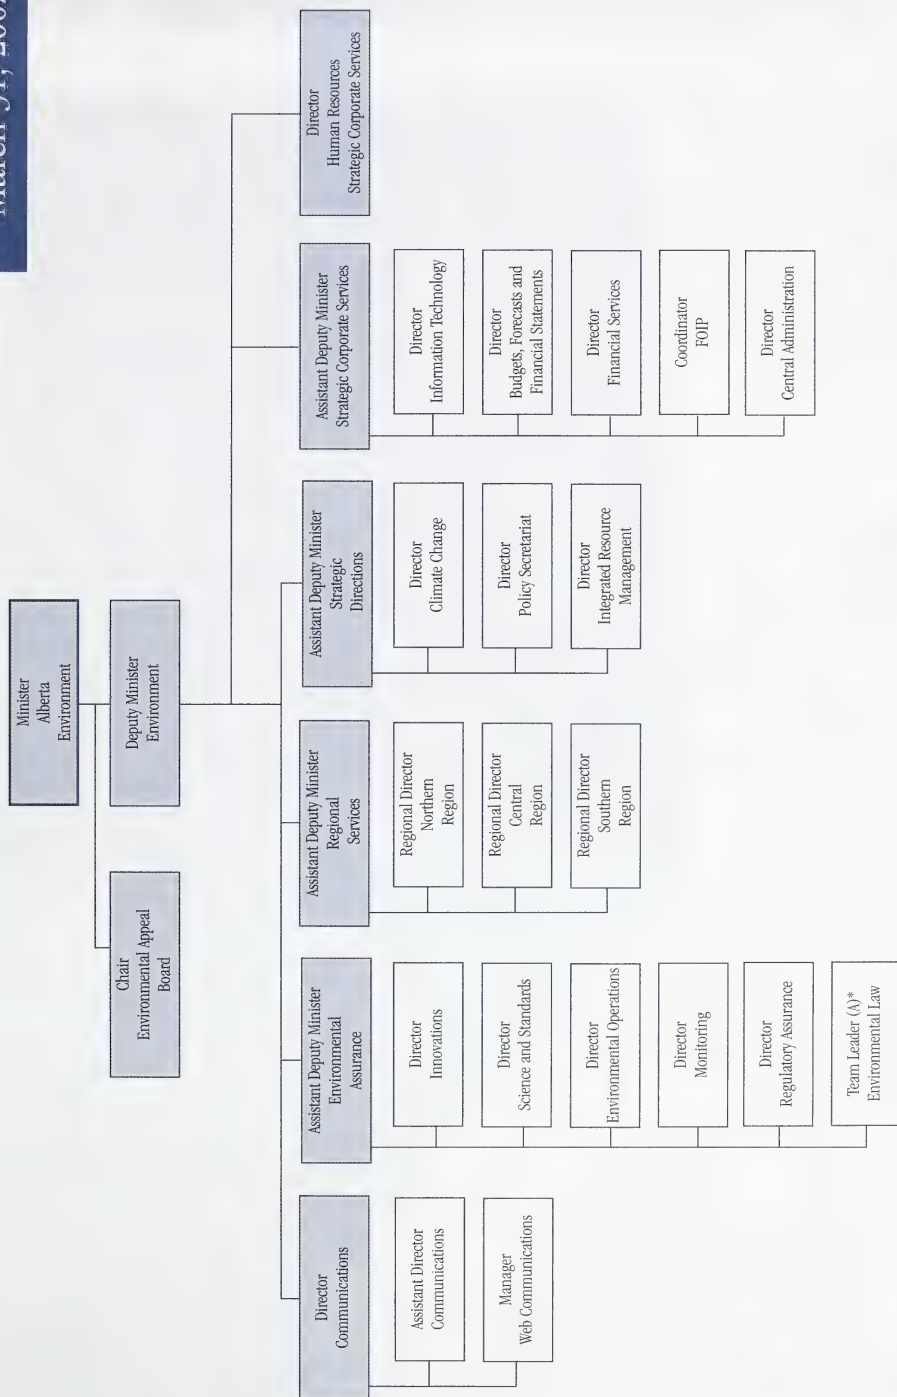 Minister
Alberta
Environment
Chair
Environmental Appeal
Board
Deputy Minister
Environment
Director
Communications
Assistant Director
Communications
Manager
Web Communications
Assistant Deputy Minister
Environmental
Assurance
Director
Innovations
Director
Science and Standards
Director
Environmental Operations
Director
Monitoring
Director
Regulatory Assurance
Team Leader (A)*
Environmental Law
Assistant Deputy Minister
Regional
Services
Regional Director
Northern
Region
Regional Director
Central
Region
Regional Director
Southern
Region
Assistant Deputy Minister
Strategic
Directions
Director
Climate Change
Director
Policy Secretariat
Director
Integrated Resource
Management
Assistant Deputy Minister
Strategic Corporate Services
Director
Information Technology
Director
Budgets, Forecasts and
Financial Statements
Director
Financial Services
Coordinator
FOIP
Director
Central Administration
Director
Human Resources
Strategic Corporate Services